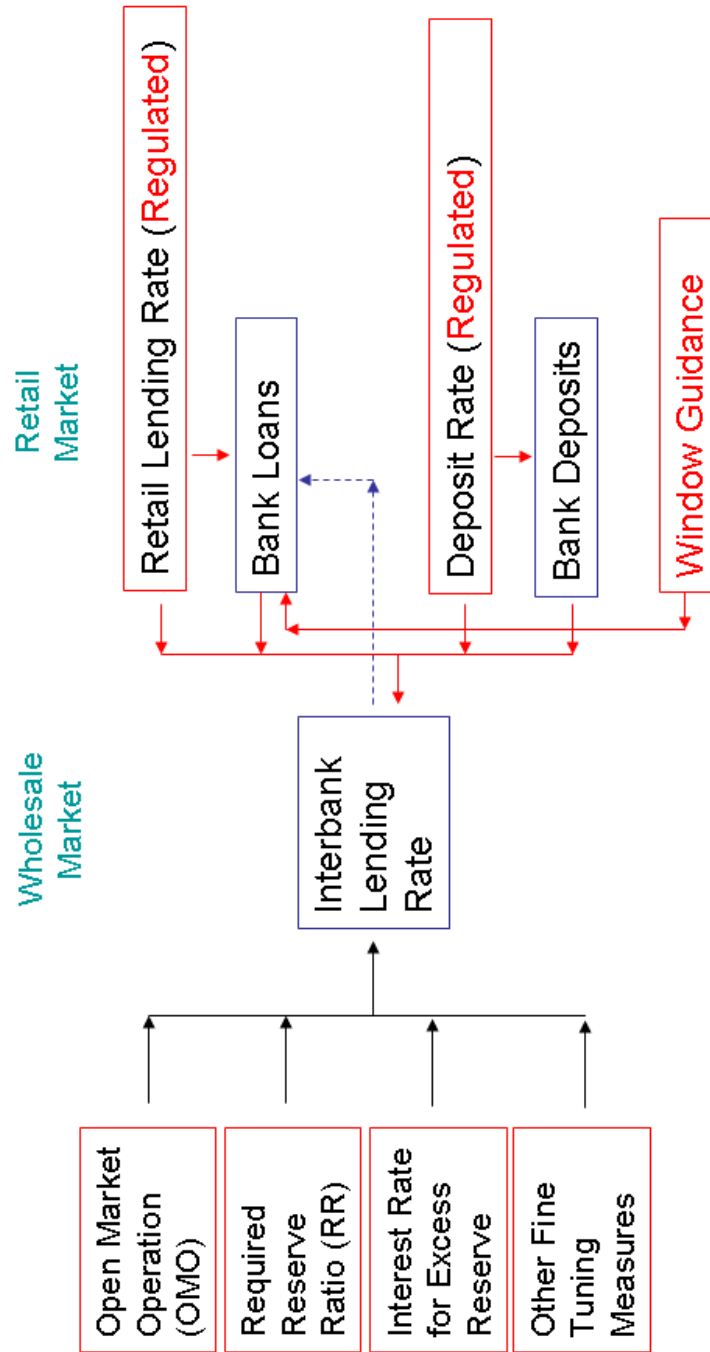 Wholesale
Market
Retail
Market
Open Market
Operation
(OMO)
Required
Reserve
Ratio (RR)
Interest Rate
for Excess
Reserve
Other Fine
Tuning
Measures
Interbank
Lending
Rate
Retail Lending Rate (Regulated)
Bank Loans
Deposit Rate (Regulated)
Bank Deposits
Window Guidance